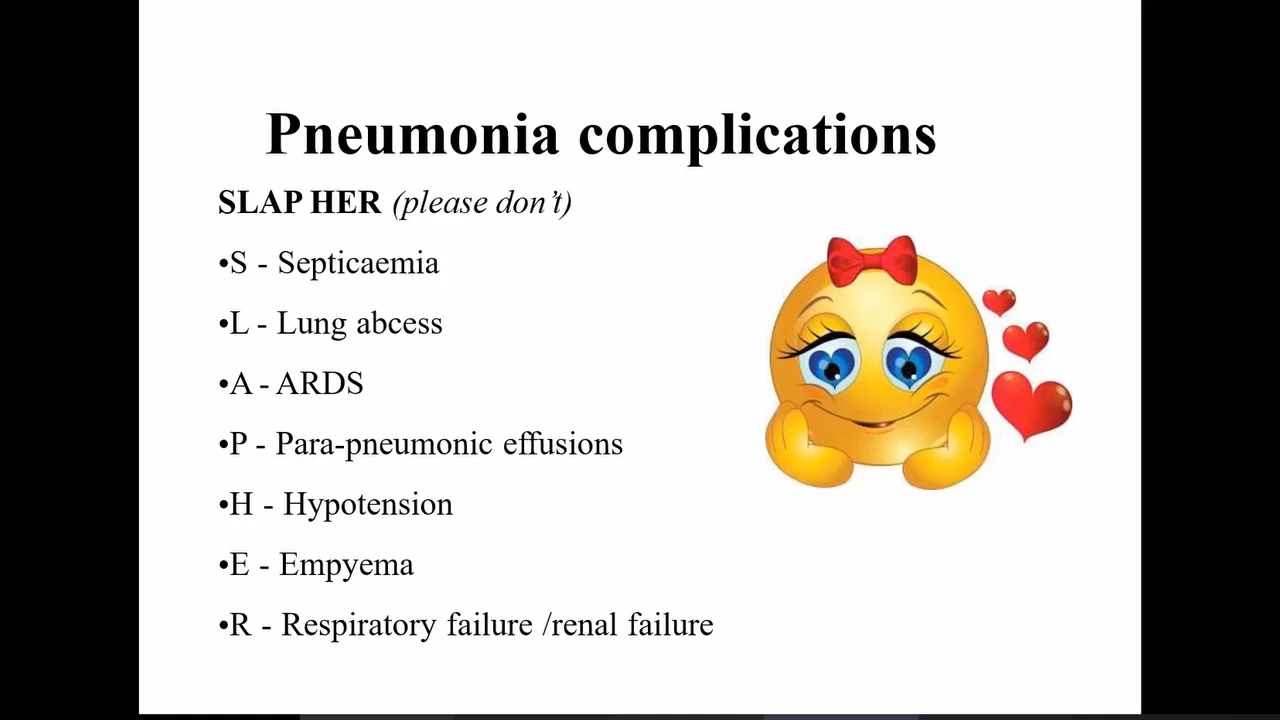 Pneumonia complications
SLAP HER (please don't)
•S - Septicaemia
•L - Lung abcess
•A - ARDS
•P - Para-pneumonic effusions
•H - Hypotension
•E - Empyema
•R - Respiratory failure /renal failure